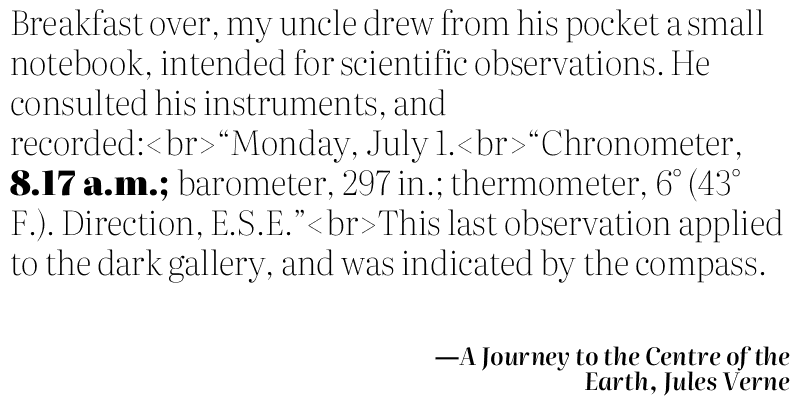 Breakfast over, my uncle drew from his pocket a small
notebook, intended for scientific observations. He
consulted his instruments, and
recorded:<br>“Monday, July 1.<br>“Chronometer,
8.17 a.m.; barometer, 297 in.; thermometer, 6° (43°
F.). Direction, E.S.E.”<br>This last observation applied
to the dark gallery, and was indicated by the compass.
—A Journey to the Centre of the
Earth, Jules Verne